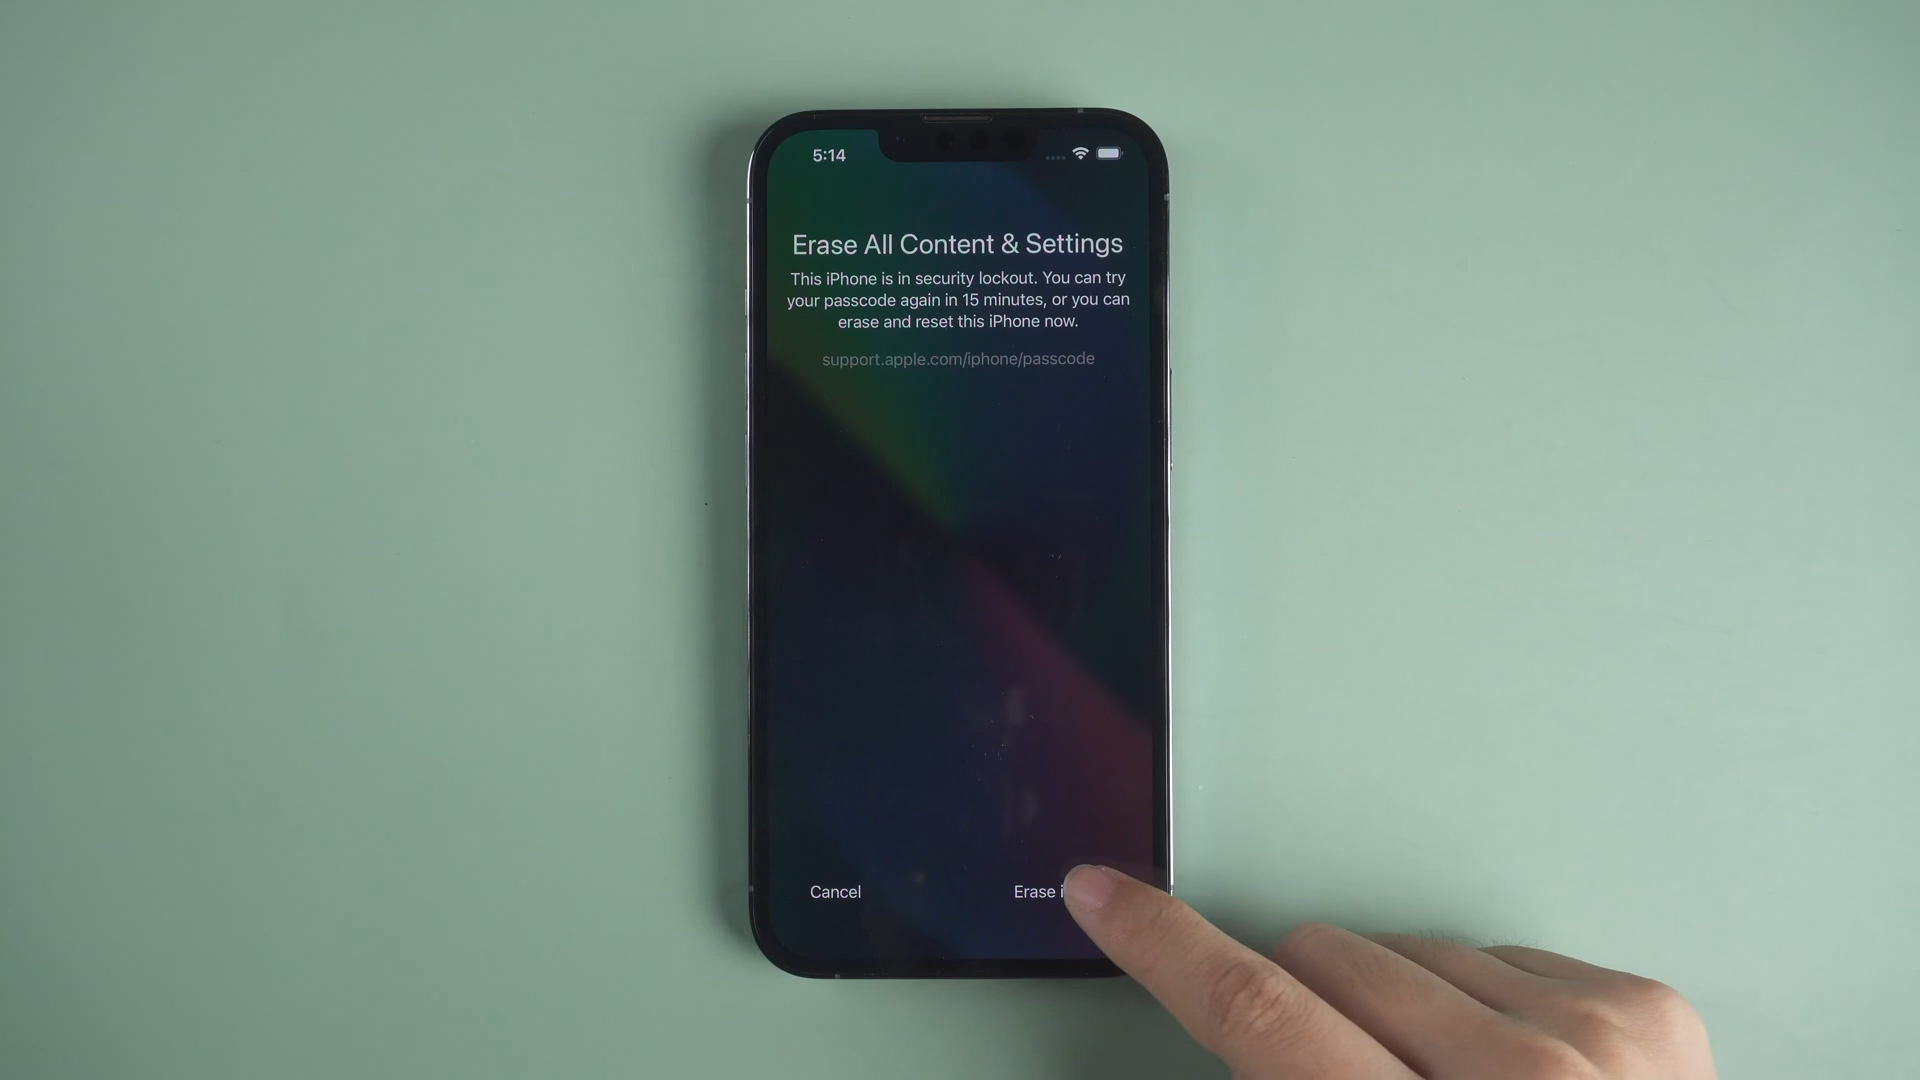 5:14
Erase All Content & Settings
This iPhone is in security lockout. You can try
your passcode again in 15 minutes, or you can
erase and reset this iPhone now.
support.apple.com/iphone/passcode
Cancel
Erase